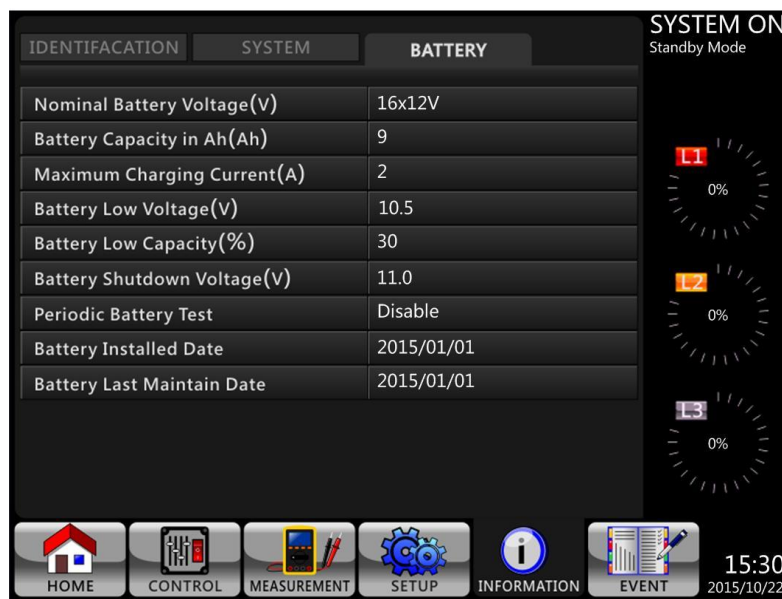 SYSTEM ON
IDENTIFACATION SYSTEM BATTERY Standby Mode
Nominal Battery Voltage(V) 16x12V
Battery Capacity in Ah(Ah) 9
Maximum Charging Current(A) 2
Battery Low Voltage(V) 10.5
Battery Low Capacity(%) 30
Battery Shutdown Voltage(V) 11.0
Periodic Battery Test Disable
Battery Installed Date 2015/01/01
Battery Last Maintain Date 2015/01/01
L1
0%
L2
0%
L3
0%
HOME CONTROL MEASUREMENT SETUP INFORMATION EVENT
15:30
2015/10/22